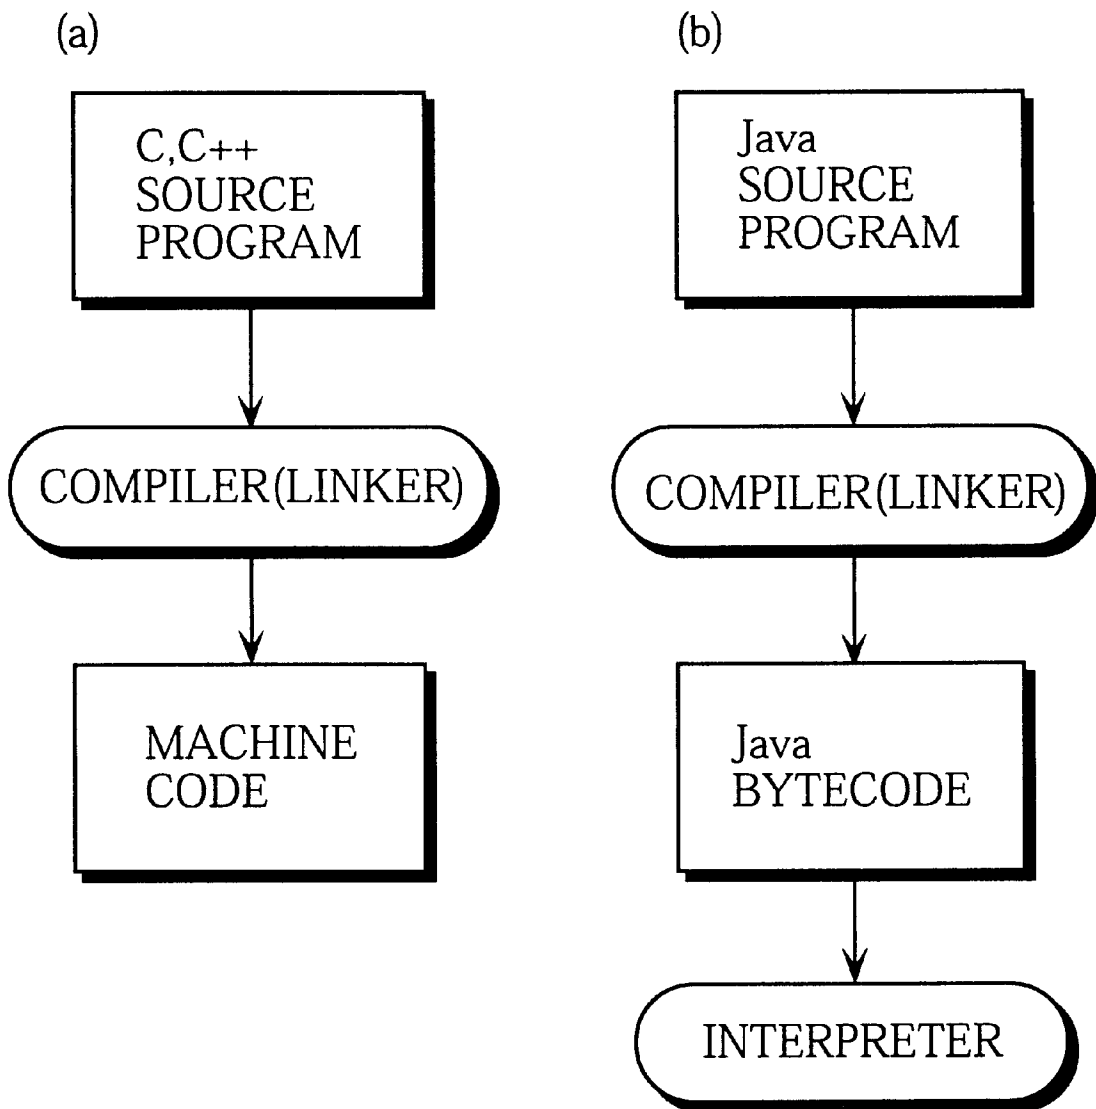 (a)
C,C++
SOURCE
PROGRAM
COMPILER(LINKER)
MACHINE
CODE
(b)
Java
SOURCE
PROGRAM
COMPILER(LINKER)
Java
BYTECODE
INTERPRETER